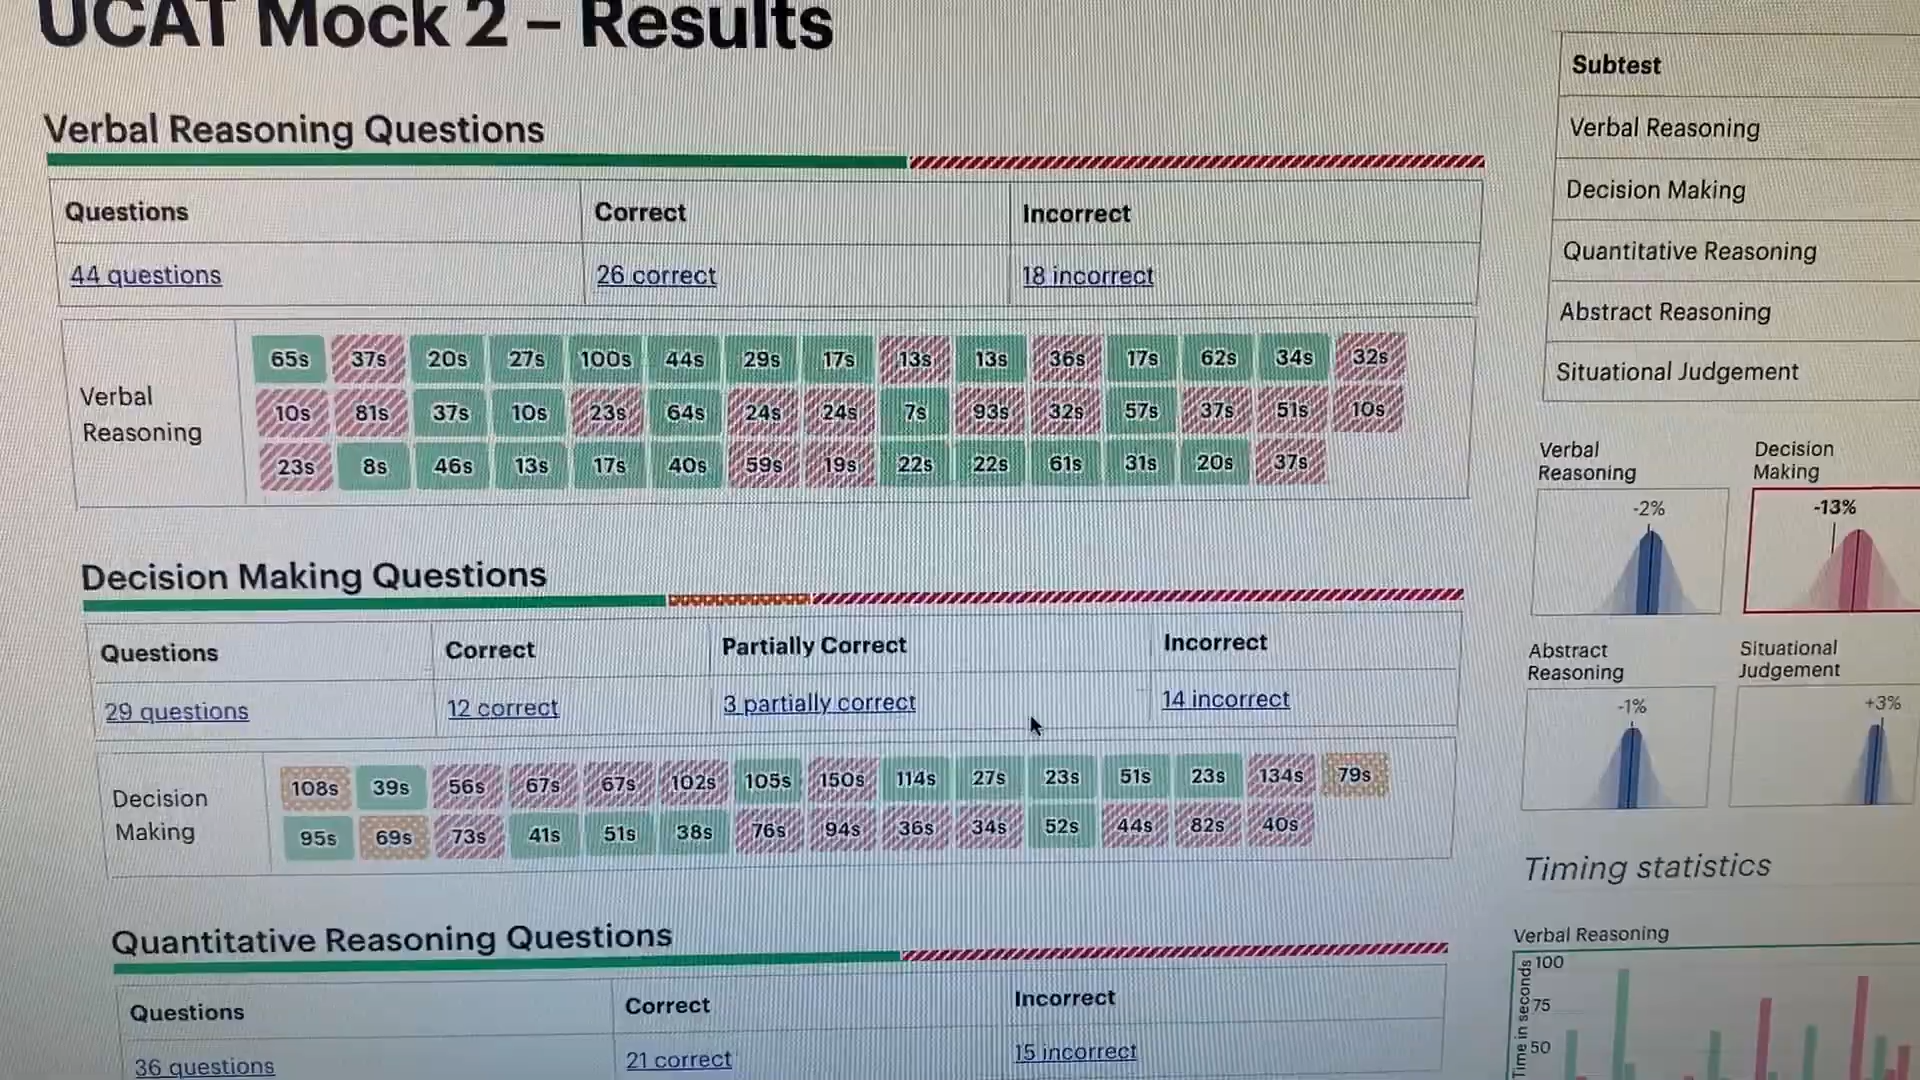 UCAT Mock 2 – Results
Verbal Reasoning Questions
Questions Correct Incorrect
44 questions 26 correct 18 incorrect
Verbal Reasoning
65s 37s 20s 27s 100s 44s 29s 17s 13s 13s 36s 17s 62s 34s 32s
10s 81s 37s 10s 23s 64s 24s 24s 7s 93s 32s 57s 37s 51s 10s
23s 8s 46s 13s 17s 40s 59s 19s 22s 22s 61s 31s 20s 37s
Decision Making Questions
Questions Correct Partially Correct Incorrect
29 questions 12 correct 3 partially correct 14 incorrect
Decision Making
108s 39s 56s 67s 67s 102s 105s 150s 114s 27s 23s 51s 23s 134s 79s
95s 69s 73s 41s 51s 38s 76s 94s 36s 34s 52s 44s 82s 40s
Quantitative Reasoning Questions
Questions Correct Incorrect
36 questions 21 correct 15 incorrect
Subtest
Verbal Reasoning
Decision Making
Quantitative Reasoning
Abstract Reasoning
Situational Judgement
Verbal Reasoning
-2%
Decision Making
-13%
Abstract Reasoning
-1%
Situational Judgement
+3%
Timing statistics
Verbal Reasoning
Time in seconds
100
75
50